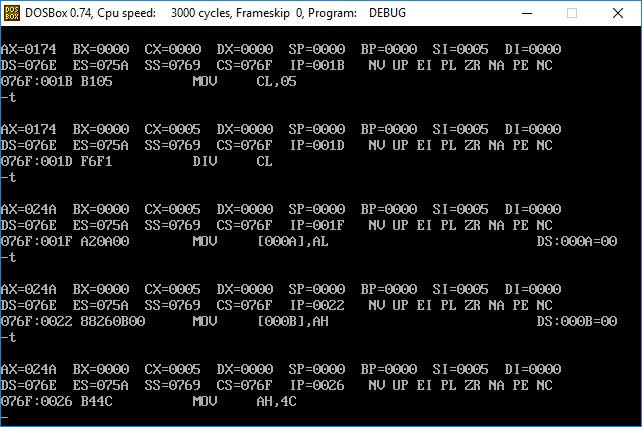 DOSBox 0.74, Cpu speed:    3000 cycles, Frameskip  0, Program:    DEBUG
AX=0174  BX=0000  CX=0000  DX=0000  SP=0000  BP=0000  SI=0005  DI=0000
DS=076E  ES=075A  SS=0769  CS=076F  IP=001B   NV UP EI PL ZR NA PE NC
076F:001B B105          MOV     CL,05
-t
AX=0174  BX=0000  CX=0005  DX=0000  SP=0000  BP=0000  SI=0005  DI=0000
DS=076E  ES=075A  SS=0769  CS=076F  IP=001D   NV UP EI PL ZR NA PE NC
076F:001D F6F1          DIV     CL
-t
AX=024A  BX=0000  CX=0005  DX=0000  SP=0000  BP=0000  SI=0005  DI=0000
DS=076E  ES=075A  SS=0769  CS=076F  IP=001F   NV UP EI PL ZR NA PE NC
076F:001F A20A00        MOV     [000A],AL                          DS:000A=00
-t
AX=024A  BX=0000  CX=0005  DX=0000  SP=0000  BP=0000  SI=0005  DI=0000
DS=076E  ES=075A  SS=0769  CS=076F  IP=0022   NV UP EI PL ZR NA PE NC
076F:0022 88260B00      MOV     [000B],AH                          DS:000B=00
-t
AX=024A  BX=0000  CX=0005  DX=0000  SP=0000  BP=0000  SI=0005  DI=0000
DS=076E  ES=075A  SS=0769  CS=076F  IP=0026   NV UP EI PL ZR NA PE NC
076F:0026 B44C          MOV     AH,4C
-